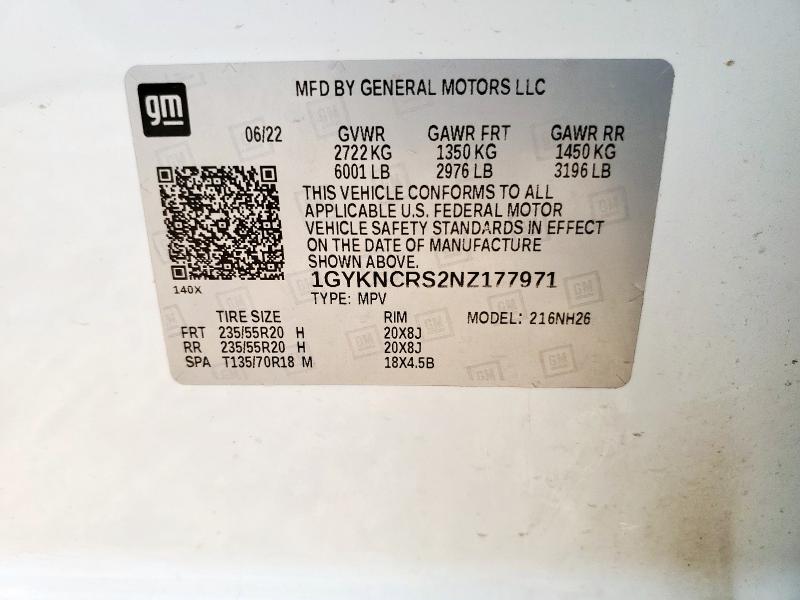 gm
MFD BY GENERAL MOTORS LLC
06/22 GVWR GAWR FRT GAWR RR
2722 KG 1350 KG 1450 KG
6001 LB 2976 LB 3196 LB
THIS VEHICLE CONFORMS TO ALL
APPLICABLE U.S. FEDERAL MOTOR
VEHICLE SAFETY STANDARDS IN EFFECT
ON THE DATE OF MANUFACTURE
SHOWN ABOVE.
140X
1GYKNCRS2NZ177971
TYPE: MPV
TIRE SIZE RIM MODEL: 216NH26
FRT 235/55R20 H 20X8J
RR 235/55R20 H 20X8J
SPA T135/70R18 M 18X4.5B